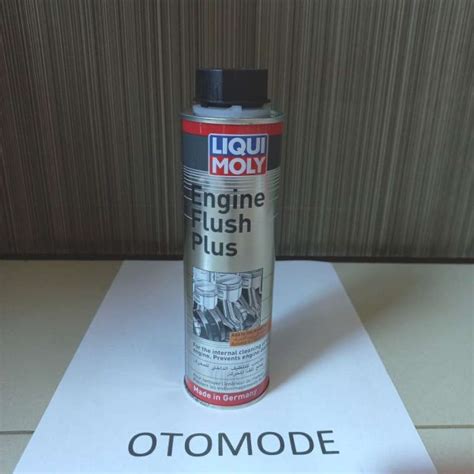 LIQUI
MOLY
Engine
Flush
Plus
For the internal cleaning
engine. Prevents engine
Made in Germany
OTOMODE